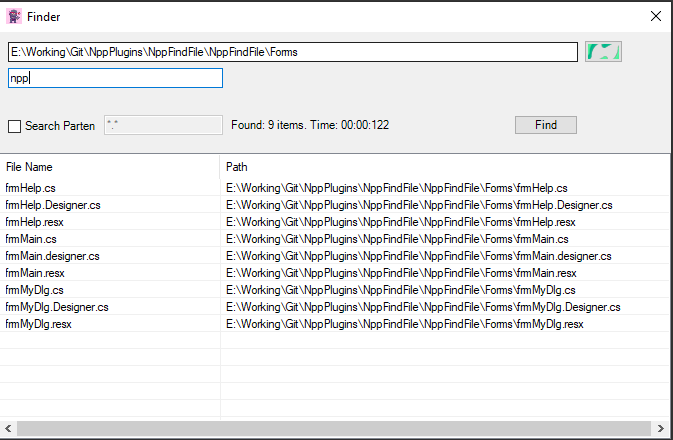 Finder
E:\Working\Git\NppPlugins\NppFindFile\NppFindFile\Forms
npp
Search Parten *.* Found: 9 items. Time: 00:00:122 Find
File Name Path
frmHelp.cs E:\Working\Git\NppPlugins\NppFindFile\NppFindFile\Forms\frmHelp.cs
frmHelp.Designer.cs E:\Working\Git\NppPlugins\NppFindFile\NppFindFile\Forms\frmHelp.Designer.cs
frmHelp.resx E:\Working\Git\NppPlugins\NppFindFile\NppFindFile\Forms\frmHelp.resx
frmMain.cs E:\Working\Git\NppPlugins\NppFindFile\NppFindFile\Forms\frmMain.cs
frmMain.designer.cs E:\Working\Git\NppPlugins\NppFindFile\NppFindFile\Forms\frmMain.designer.cs
frmMain.resx E:\Working\Git\NppPlugins\NppFindFile\NppFindFile\Forms\frmMain.resx
frmMyDlg.cs E:\Working\Git\NppPlugins\NppFindFile\NppFindFile\Forms\frmMyDlg.cs
frmMyDlg.Designer.cs E:\Working\Git\NppPlugins\NppFindFile\NppFindFile\Forms\frmMyDlg.Designer.cs
frmMyDlg.resx E:\Working\Git\NppPlugins\NppFindFile\NppFindFile\Forms\frmMyDlg.resx